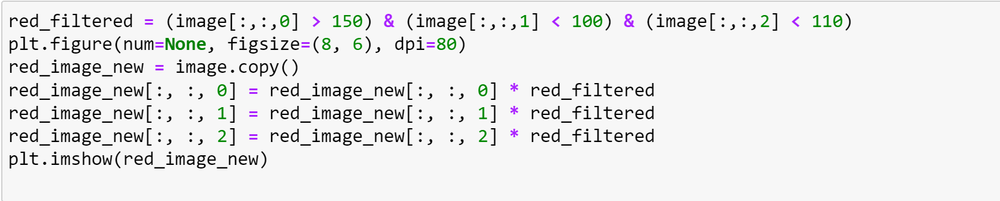 red_filtered = (image[:,:,0] > 150) & (image[:,:,1] < 100) & (image[:,:,2] < 110)
plt.figure(num=None, figsize=(8, 6), dpi=80)
red_image_new = image.copy()
red_image_new[:, :, 0] = red_image_new[:, :, 0] * red_filtered
red_image_new[:, :, 1] = red_image_new[:, :, 1] * red_filtered
red_image_new[:, :, 2] = red_image_new[:, :, 2] * red_filtered
plt.imshow(red_image_new)